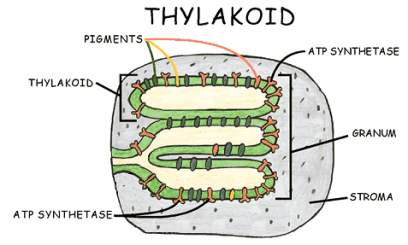 THYLAKOID
PIGMENTS
ATP SYNTHETASE
THYLAKOID
GRANUM
STROMA
ATP SYNTHETASE